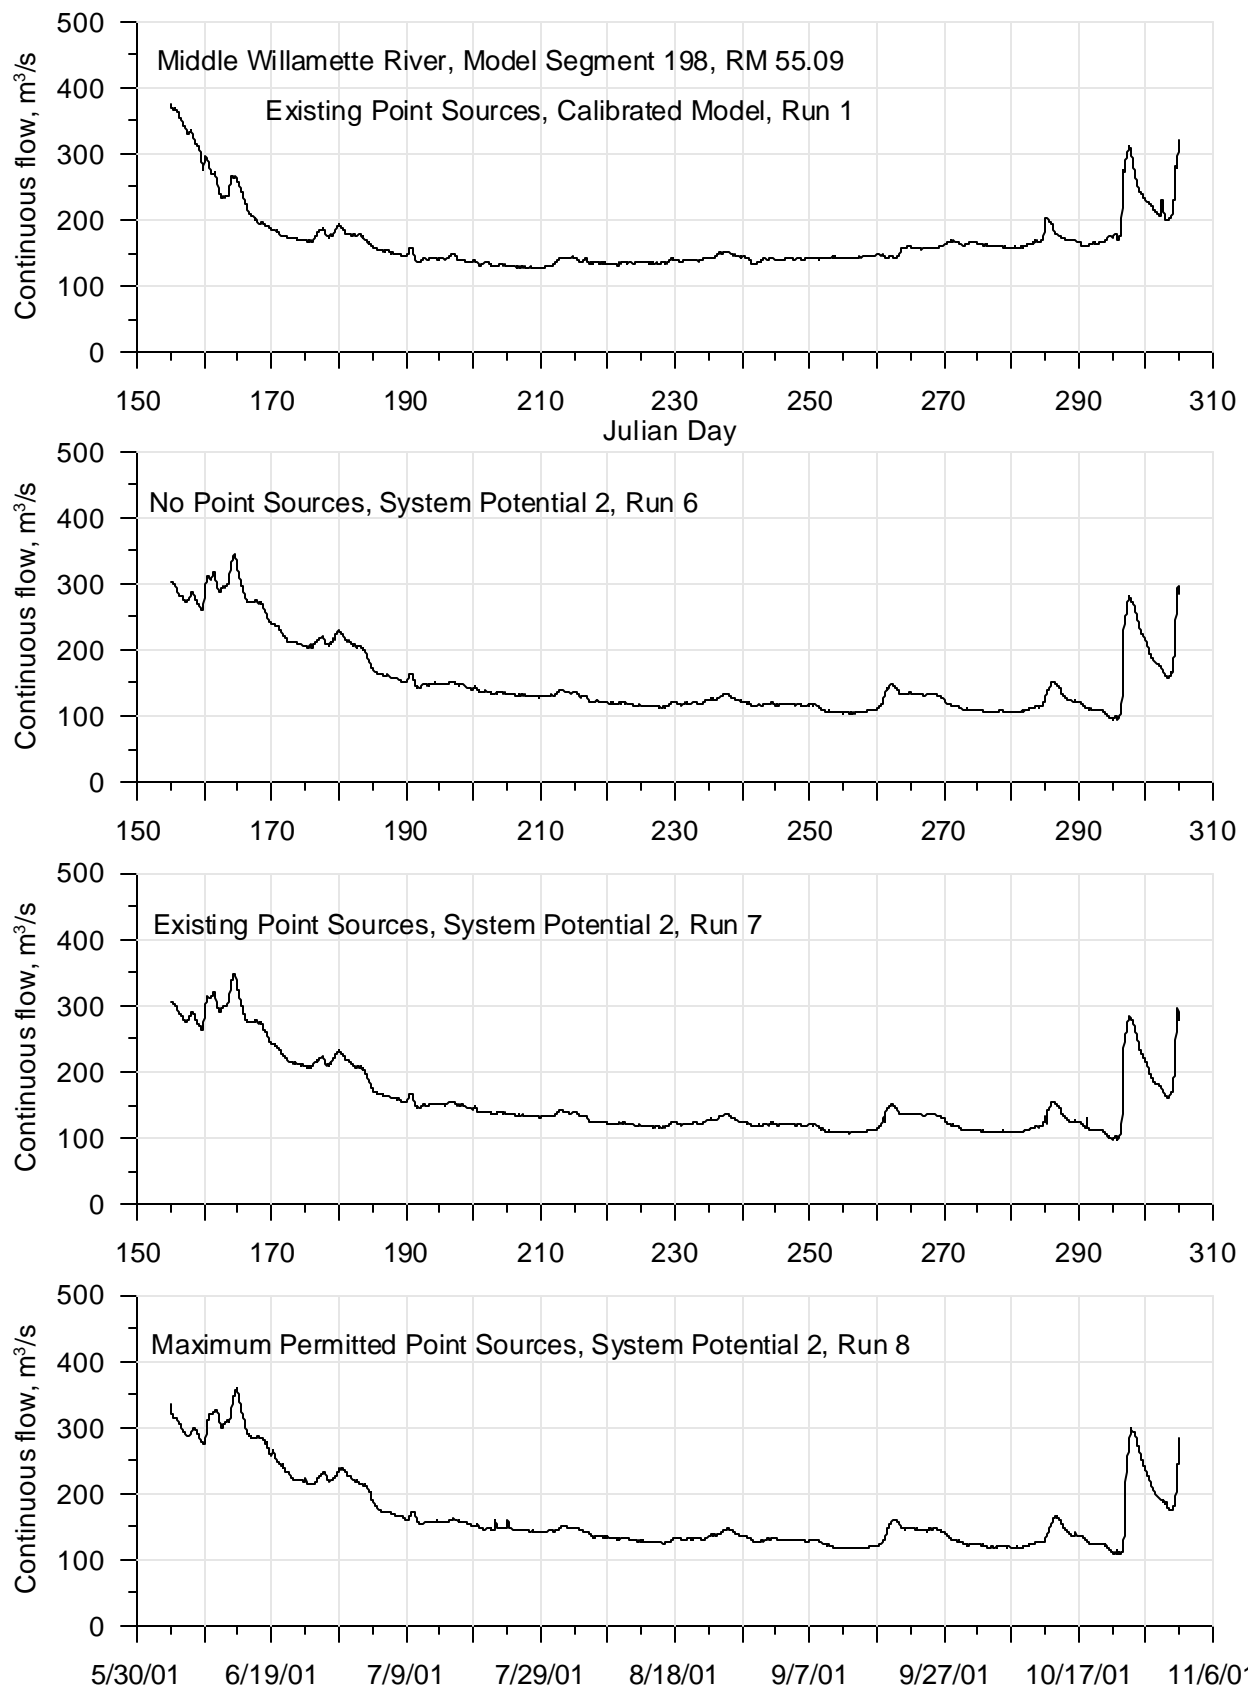 500
Middle Willamette River, Model Segment 198, RM 55.09
400
Existing Point Sources, Calibrated Model, Run 1
300
200
100
0
Continuous flow, m³/s
150 170 190 210 230 250 270 290 310
Julian Day
500
No Point Sources, System Potential 2, Run 6
400
300
200
100
0
Continuous flow, m³/s
150 170 190 210 230 250 270 290 310
500
Existing Point Sources, System Potential 2, Run 7
400
300
200
100
0
Continuous flow, m³/s
150 170 190 210 230 250 270 290 310
500
Maximum Permitted Point Sources, System Potential 2, Run 8
400
300
200
100
0
Continuous flow, m³/s
5/30/01 6/19/01 7/9/01 7/29/01 8/18/01 9/7/01 9/27/01 10/17/01 11/6/01